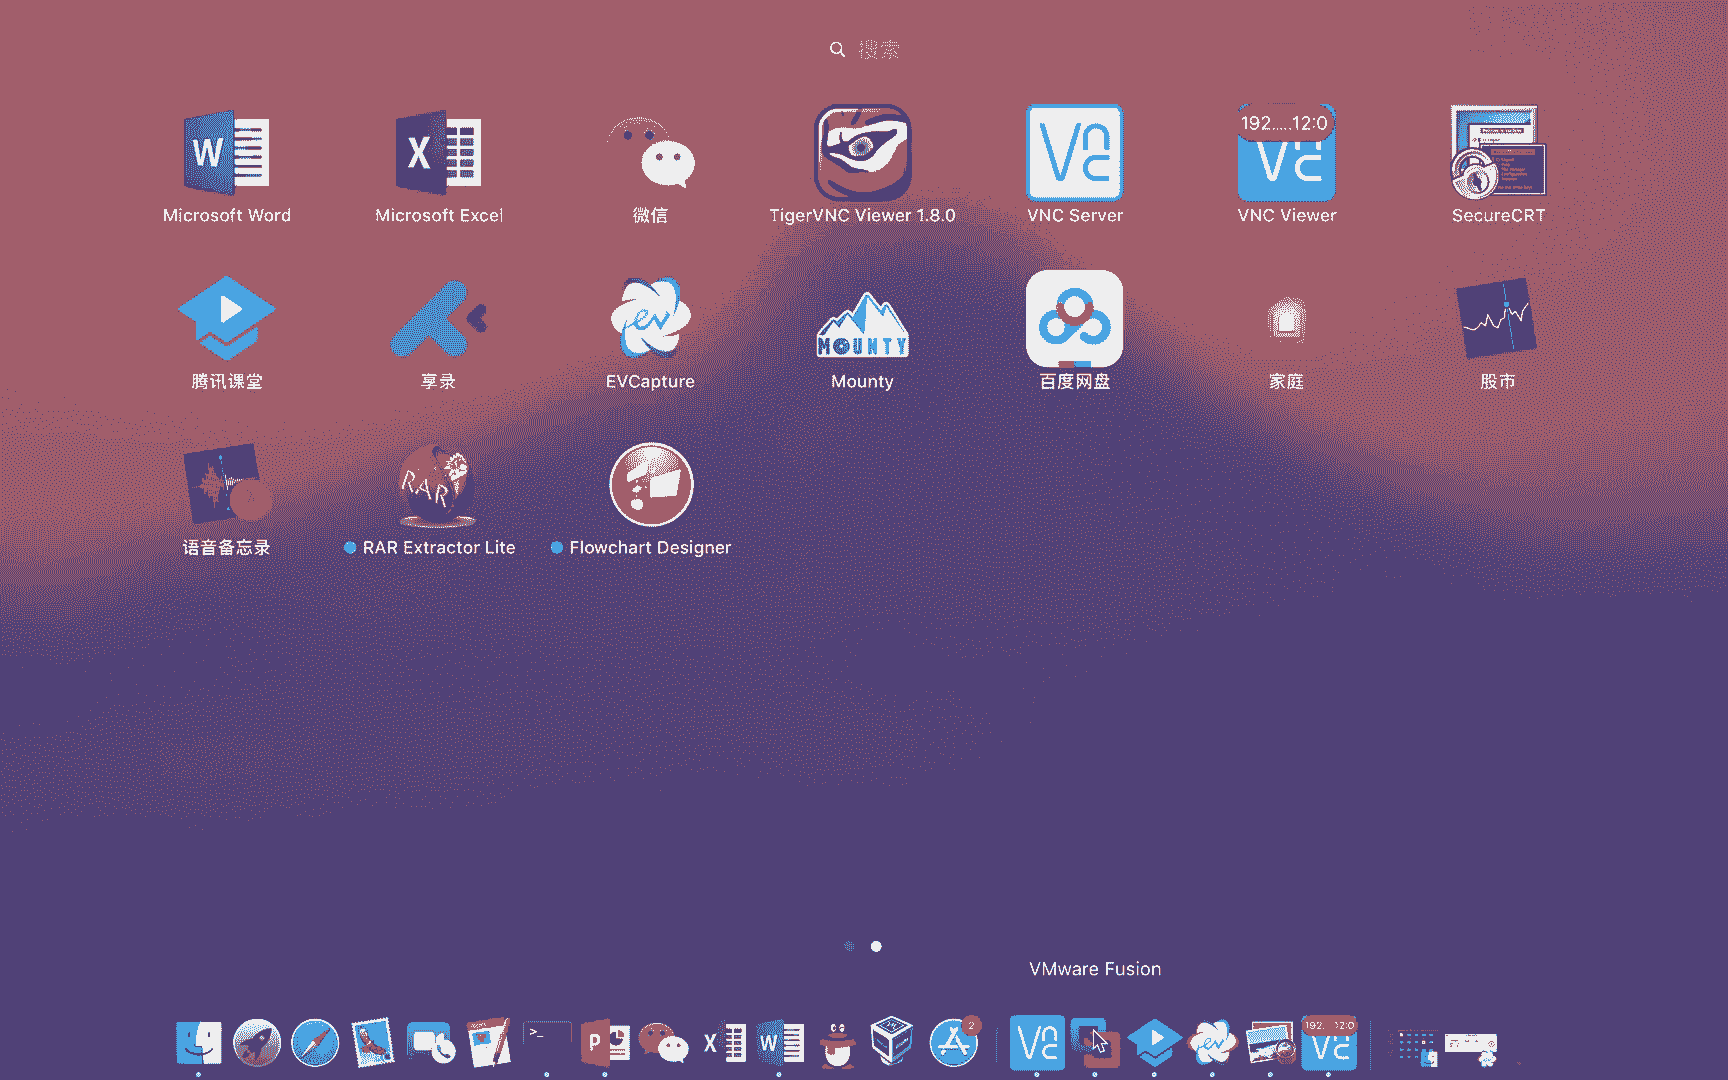 搜索
192....12:0
Microsoft Word
Microsoft Excel
微信
TigerVNC Viewer 1.8.0
VNC Server
VNC Viewer
SecureCRT
MOUNTY
腾讯课堂
享录
EVCapture
Mounty
百度网盘
家庭
股市
RAR
语音备忘录
RAR Extractor Lite
Flowchart Designer
VMware Fusion
2
192. 12:0